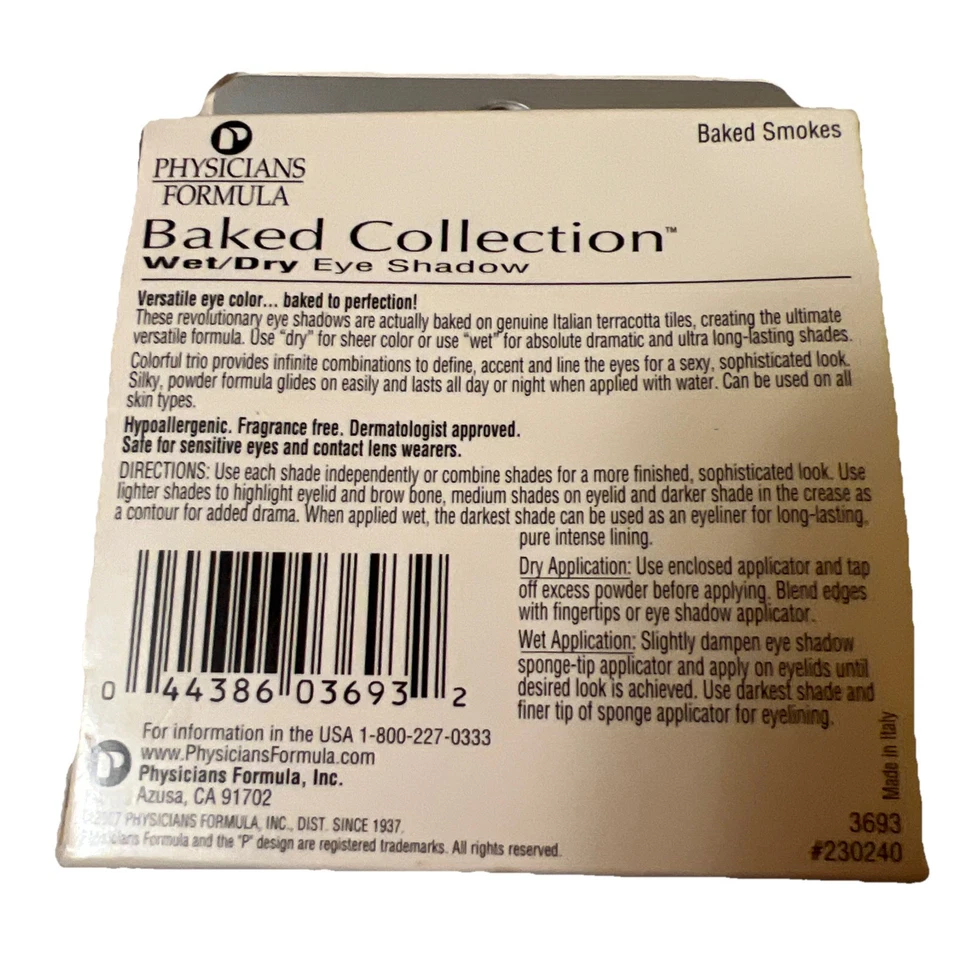 Baked Smokes
PHYSICIANS
FORMULA
Baked Collection™
Wet/Dry Eye Shadow
Versatile eye color... baked to perfection!
These revolutionary eye shadows are actually baked on genuine Italian terracotta tiles, creating the ultimate
versatile formula. Use “dry” for sheer color or use “wet” for absolute dramatic and ultra long-lasting shades.
Colorful trio provides infinite combinations to define, accent and line the eyes for a sexy, sophisticated look.
Silky, powder formula glides on easily and lasts all day or night when applied with water. Can be used on all
skin types.
Hypoallergenic. Fragrance free. Dermatologist approved.
Safe for sensitive eyes and contact lens wearers.
DIRECTIONS: Use each shade independently or combine shades for a more finished, sophisticated look. Use
lighter shades to highlight eyelid and brow bone, medium shades on eyelid and darker shade in the crease as
a contour for added drama. When applied wet, the darkest shade can be used as an eyeliner for long-lasting,
pure intense lining.
Dry Application: Use enclosed applicator and tap
off excess powder before applying. Blend edges
with fingertips or eye shadow applicator.
Wet Application: Slightly dampen eye shadow
sponge-tip applicator and apply on eyelids until
desired look is achieved. Use darkest shade and
finer tip of sponge applicator for eyelining.
0 44386 03693 2
For information in the USA 1-800-227-0333
www.PhysiciansFormula.com
Physicians Formula, Inc.
Azusa, CA 91702
PHYSICIANS FORMULA, INC., DIST. SINCE 1937.
Formula and the "P" design are registered trademarks. All rights reserved.
Made in Italy
3693
#230240